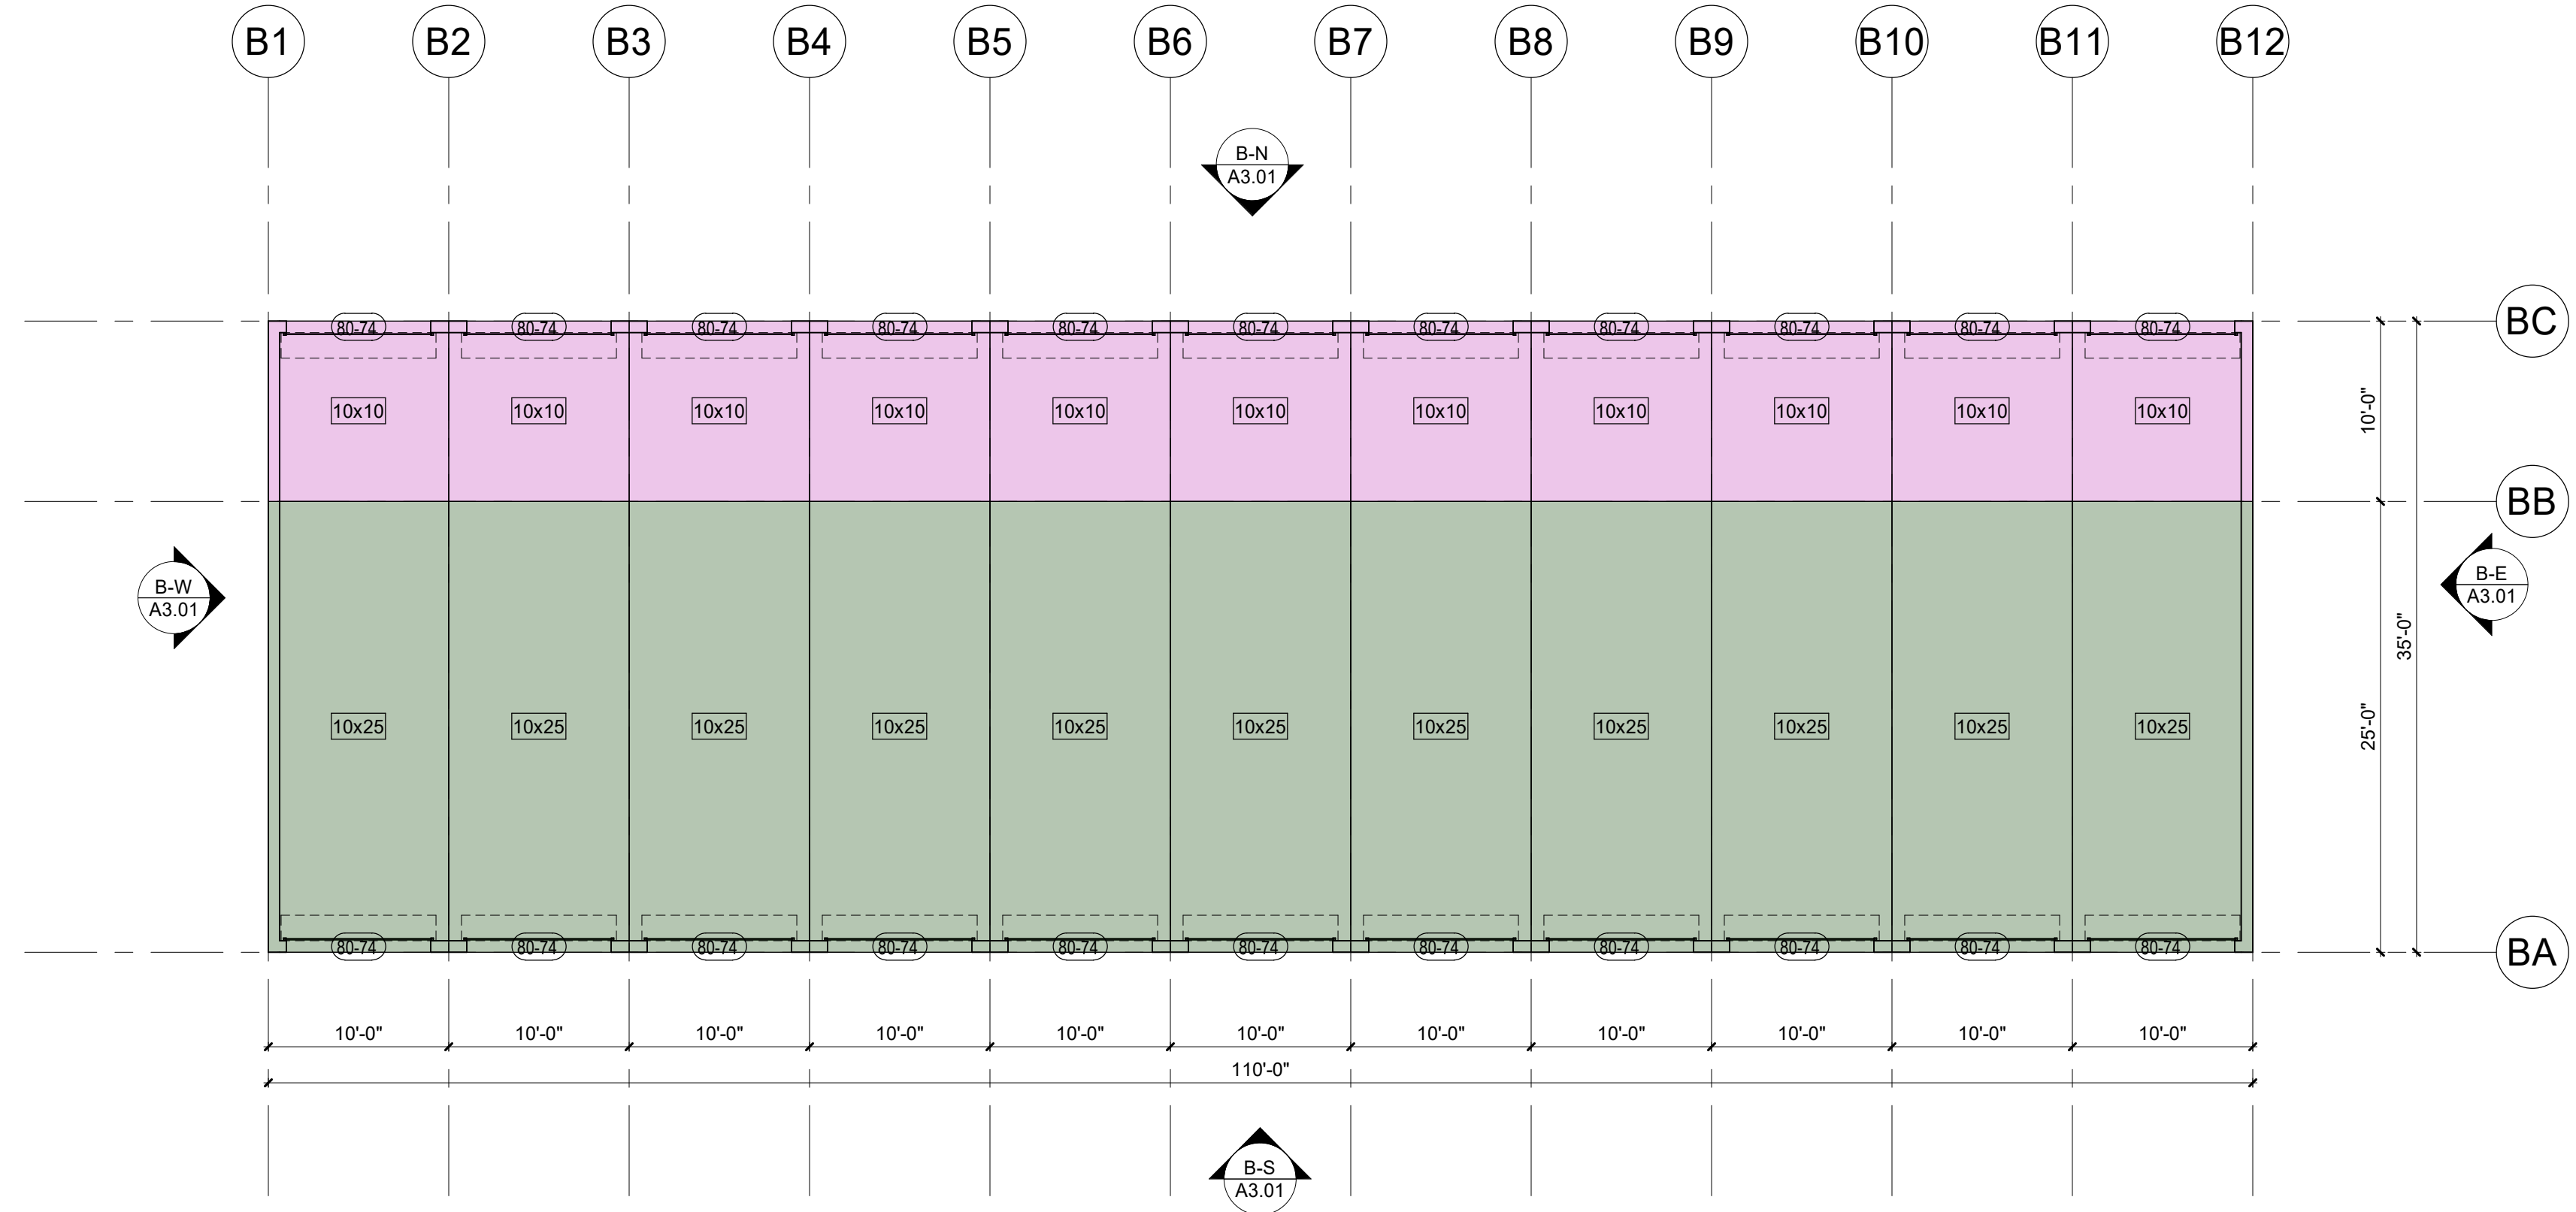 B1 B2 B3 B4 B5 B6 B7 B8 B9 B10 B11 B12
B-N
A3.01
80-74 80-74 80-74 80-74 80-74 80-74 80-74 80-74 80-74 80-74 80-74
BC
10x10 10x10 10x10 10x10 10x10 10x10 10x10 10x10 10x10 10x10 10x10
10'-0"
BB
B-W
A3.01
B-E
A3.01
35'-0"
10x25 10x25 10x25 10x25 10x25 10x25 10x25 10x25 10x25 10x25 10x25
25'-0"
80-74 80-74 80-74 80-74 80-74 80-74 80-74 80-74 80-74 80-74 80-74
BA
10'-0" 10'-0" 10'-0" 10'-0" 10'-0" 10'-0" 10'-0" 10'-0" 10'-0" 10'-0" 10'-0"
110'-0"
B-S
A3.01